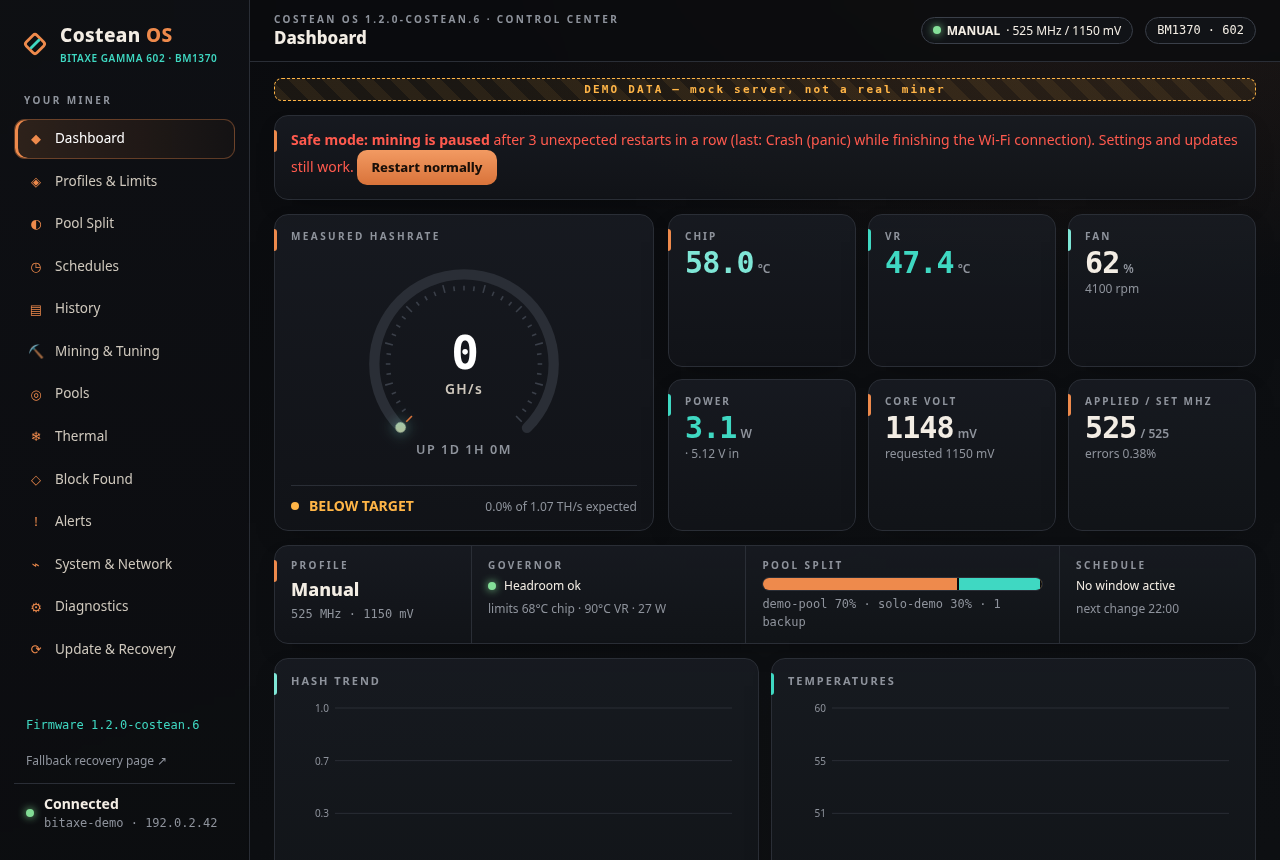 Costean OS
BITAXE GAMMA 602 · BM1370
YOUR MINER
Dashboard
Profiles & Limits
Pool Split
Schedules
History
Mining & Tuning
Pools
Thermal
Block Found
Alerts
System & Network
Diagnostics
Update & Recovery
Firmware 1.2.0-costean.6
Fallback recovery page ↗
Connected
bitaxe-demo · 192.0.2.42
COSTEAN OS 1.2.0-COSTEAN.6 · CONTROL CENTER
Dashboard
MANUAL · 525 MHz / 1150 mV
BM1370 · 602
DEMO DATA — mock server, not a real miner
Safe mode: mining is paused after 3 unexpected restarts in a row (last: Crash (panic) while finishing the Wi-Fi connection). Settings and updates
still work. Restart normally
MEASURED HASHRATE
0
GH/s
UP 1D 1H 0M
BELOW TARGET
0.0% of 1.07 TH/s expected
CHIP
58.0 °C
VR
47.4 °C
FAN
62 %
4100 rpm
POWER
3.1 W
· 5.12 V in
CORE VOLT
1148 mV
requested 1150 mV
APPLIED / SET MHZ
525 / 525
errors 0.38%
PROFILE
Manual
525 MHz · 1150 mV
GOVERNOR
Headroom ok
limits 68°C chip · 90°C VR · 27 W
POOL SPLIT
demo-pool 70% · solo-demo 30% · 1
backup
SCHEDULE
No window active
next change 22:00
HASH TREND
1.0
0.7
0.3
TEMPERATURES
60
55
51